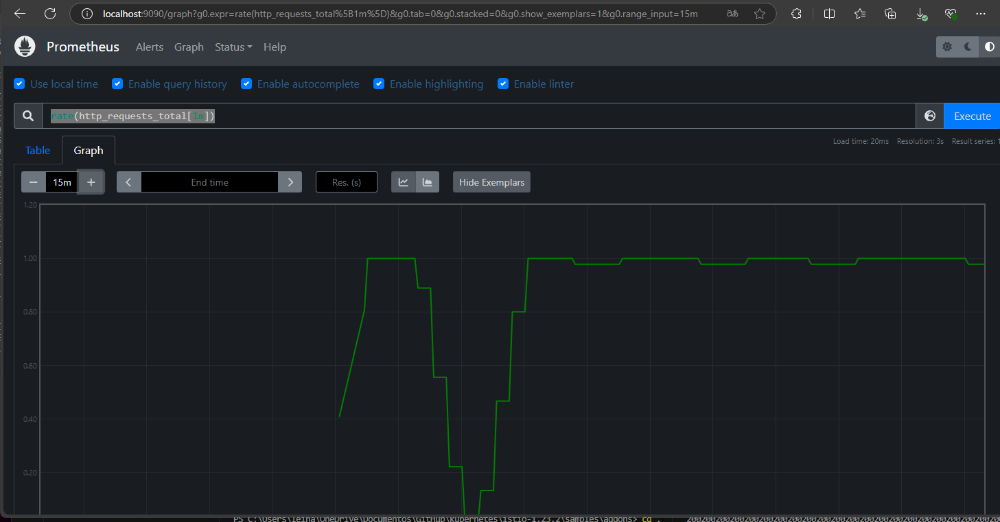 localhost:9090/graph?g0.expr=rate(http_requests_total%5B1m%5D)&g0.tab=0&g0.stacked=0&g0.show_exemplars=1&g0.range_input=15m
Prometheus Alerts Graph Status Help
Use local time Enable query history Enable autocomplete Enable highlighting Enable linter
rate(http_requests_total[1m]) Execute
Load time: 20ms Resolution: 3s Result series: 1
Table Graph
− 15m + End time Res. (s) Hide Exemplars
1.20
1.00
0.80
0.60
0.40
0.20
PS C:\Users\leina\OneDrive\Documentos\GitHub\kubernetes\istio-1.23.2\samples\addons> cd .